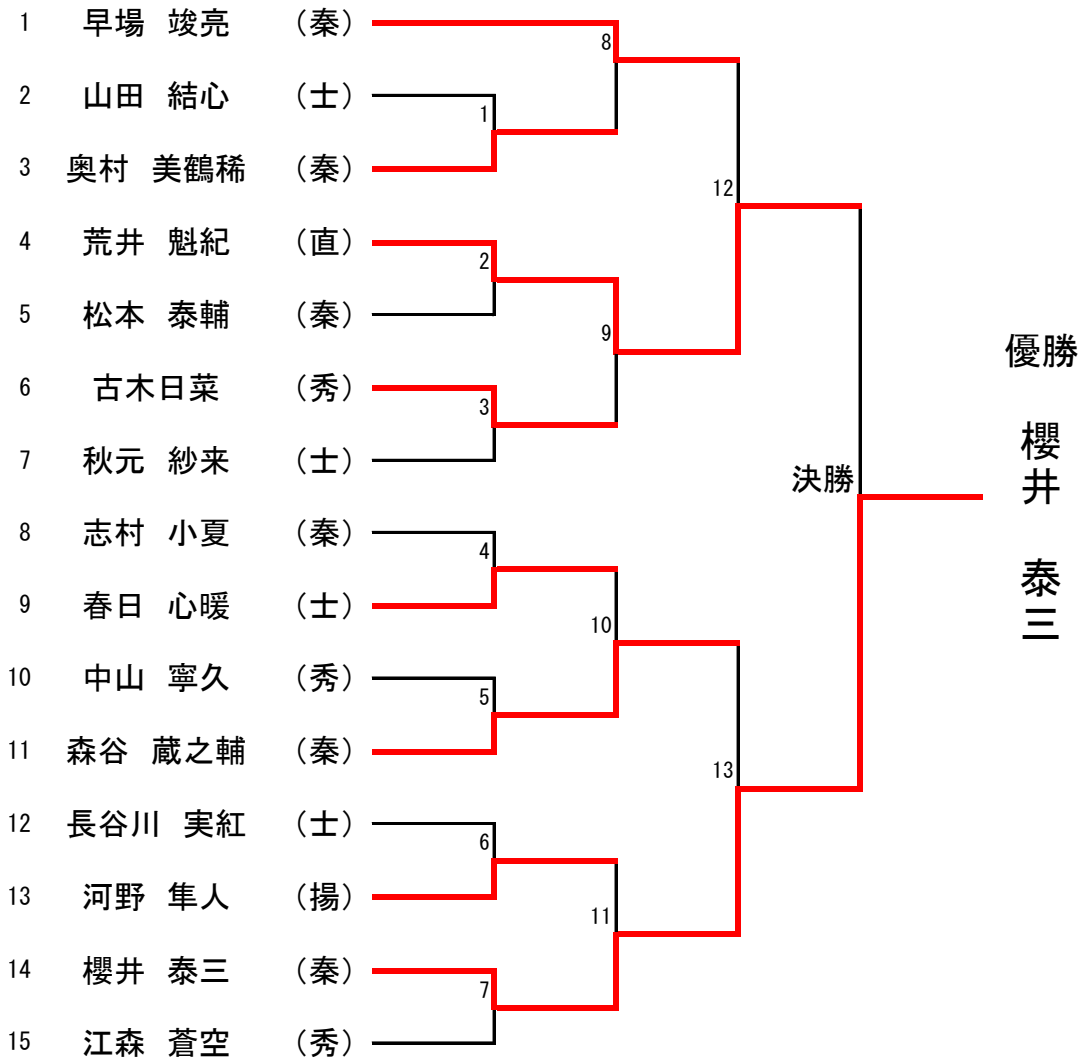 1 早場 竣亮 （秦）
8
2 山田 結心 （士）
1
3 奥村 美鶴稀 （秦）
12
4 荒井 魁紀 （直）
2
5 松本 泰輔 （秦）
9
優勝
6 古木日菜 （秀）
3
7 秋元 紗来 （士）
決勝
櫻井 泰三
8 志村 小夏 （秦）
4
9 春日 心暖 （士）
10
10 中山 寧久 （秀）
5
11 森谷 蔵之輔 （秦）
13
12 長谷川 実紅 （士）
6
13 河野 隼人 （揚）
11
14 櫻井 泰三 （秦）
7
15 江森 蒼空 （秀）